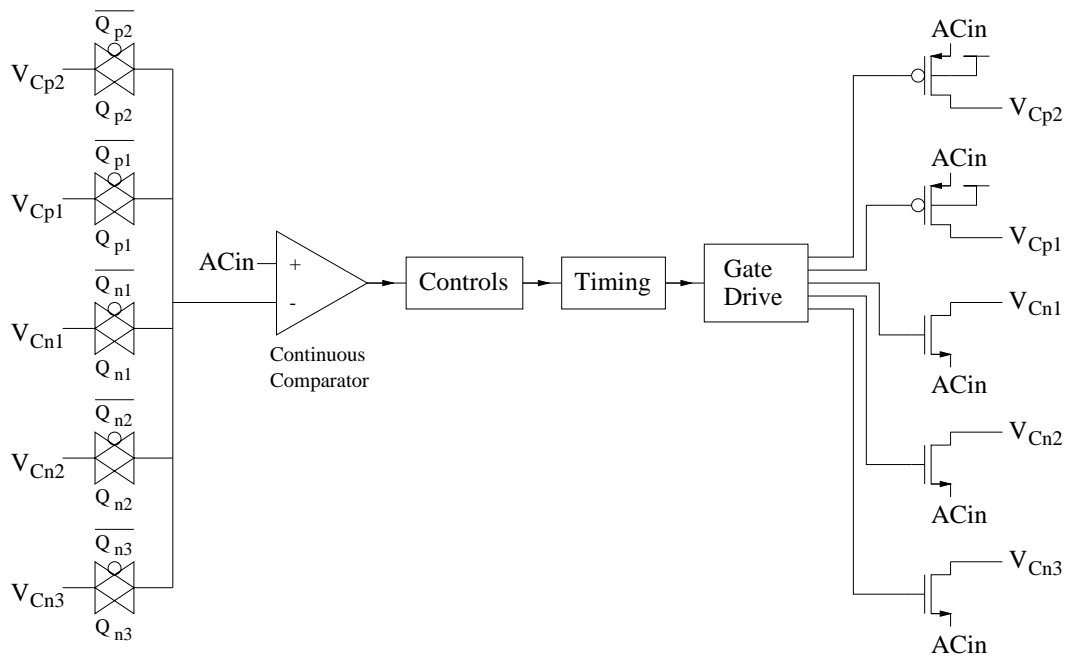 Q̅p2
VCp2
Qp2
Q̅p1
VCp1
Qp1
Q̅n1
VCn1
Qn1
Q̅n2
VCn2
Qn2
Q̅n3
VCn3
Qn3
ACin
+
-
Continuous
Comparator
Controls
Timing
Gate
Drive
ACin
VCp2
ACin
VCp1
VCn1
ACin
VCn2
ACin
VCn3
ACin